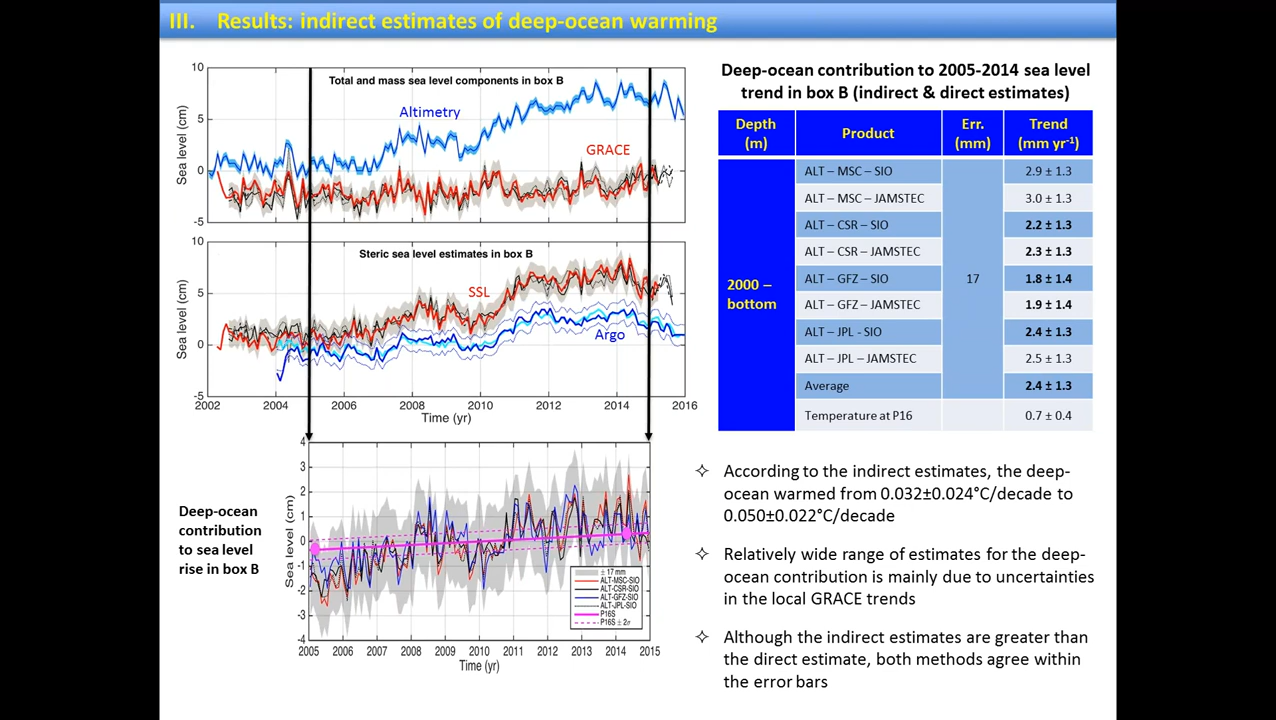 III. Results: indirect estimates of deep-ocean warming
10
5
0
-5
Sea level (cm)
Total and mass sea level components in box B
Altimetry
GRACE
10
5
0
-5
Sea level (cm)
Steric sea level estimates in box B
SSL
Argo
2002 2004 2006 2008 2010 2012 2014 2016
Time (yr)
Deep-ocean
contribution
to sea level
rise in box B
4
3
2
1
0
-1
-2
-3
-4
Sea level (cm)
± 17 mm
ALT-MSC-SIO
ALT-CSR-SIO
ALT-GFZ-SIO
ALT-JPL-SIO
P16S
P16S ± 2σ
2005 2006 2007 2008 2009 2010 2011 2012 2013 2014 2015
Time (yr)
Deep-ocean contribution to 2005-2014 sea level
trend in box B (indirect & direct estimates)
Depth (m) Product Err. (mm) Trend (mm yr⁻¹)
2000 – bottom
17
ALT – MSC – SIO 2.9 ± 1.3
ALT – MSC – JAMSTEC 3.0 ± 1.3
ALT – CSR – SIO 2.2 ± 1.3
ALT – CSR – JAMSTEC 2.3 ± 1.3
ALT – GFZ – SIO 1.8 ± 1.4
ALT – GFZ – JAMSTEC 1.9 ± 1.4
ALT – JPL - SIO 2.4 ± 1.3
ALT – JPL – JAMSTEC 2.5 ± 1.3
Average 2.4 ± 1.3
Temperature at P16 0.7 ± 0.4
✧ According to the indirect estimates, the deep-
ocean warmed from 0.032±0.024°C/decade to
0.050±0.022°C/decade
✧ Relatively wide range of estimates for the deep-
ocean contribution is mainly due to uncertainties
in the local GRACE trends
✧ Although the indirect estimates are greater than
the direct estimate, both methods agree within
the error bars